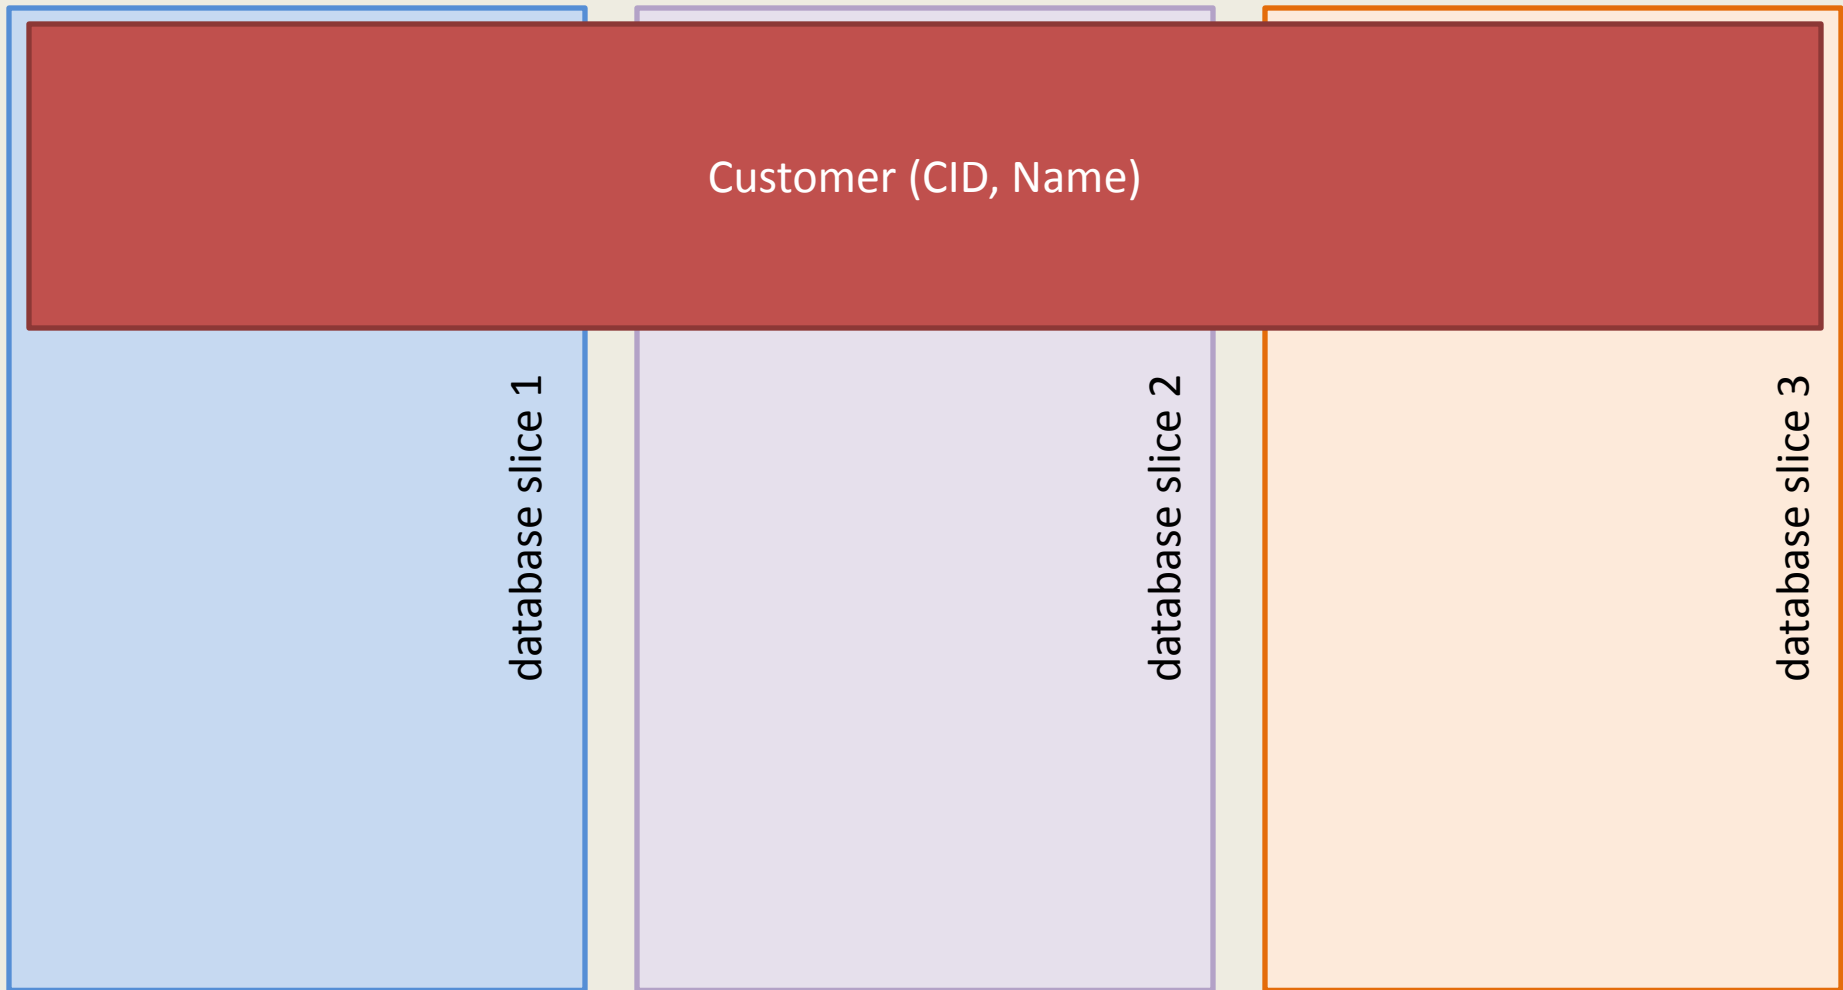 Customer (CID, Name)
database slice 1
database slice 2
database slice 3